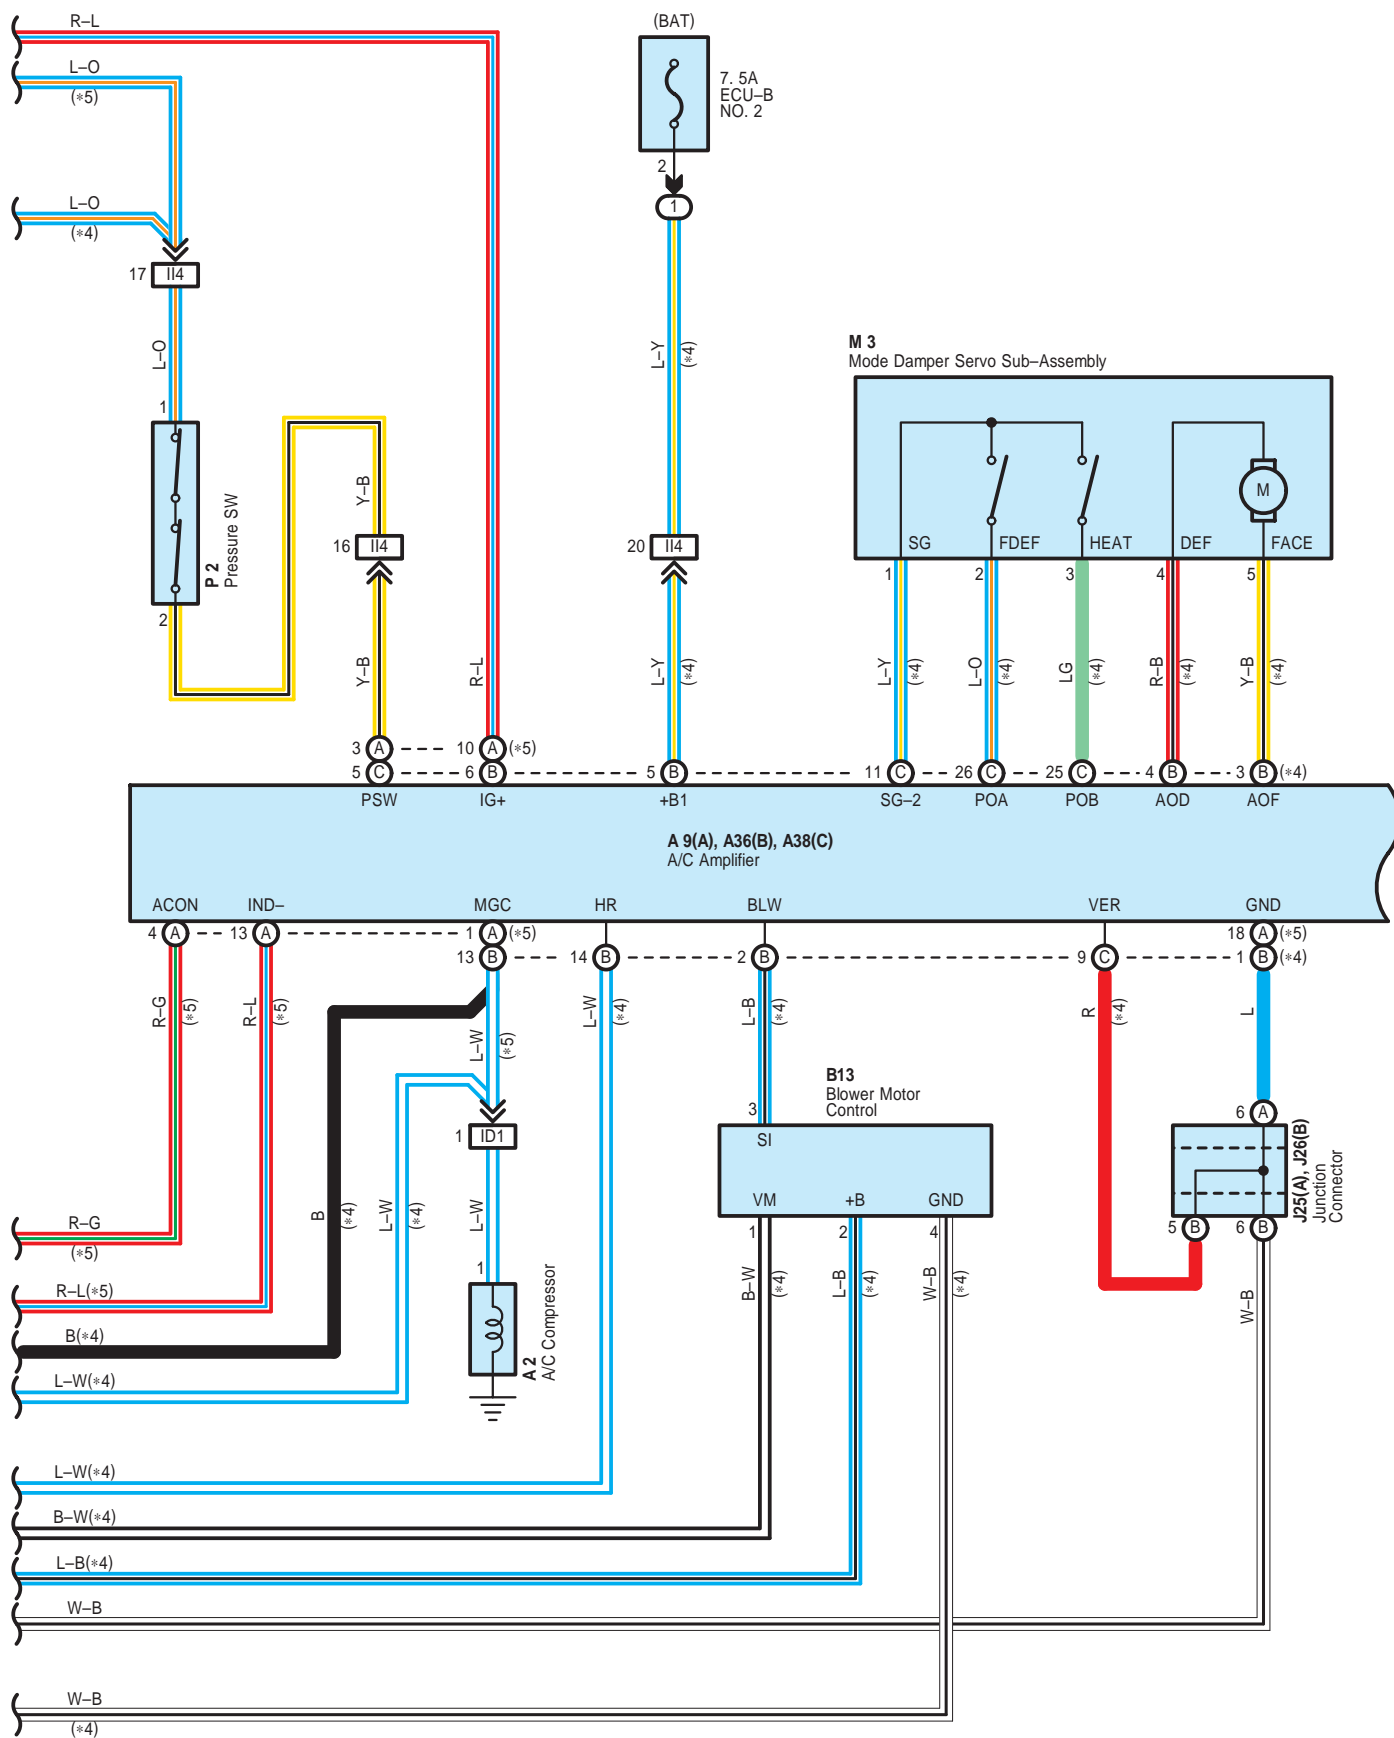 R–L
L–O
(∗5)
L–O
(∗4)
17 II4
L–O
1
P 2
Pressure SW
2
Y–B
16 II4
Y–B
R–L
(BAT)
7. 5A
ECU–B
NO. 2
2
1
L–Y
(∗4)
20 II4
L–Y
(∗4)
M 3
Mode Damper Servo Sub–Assembly
M
SG FDEF HEAT DEF FACE
1 2 3 4 5
L–Y (∗4) L–O (∗4) LG (∗4) R–B (∗4) Y–B (∗4)
3 A 10 A (∗5)
5 C 6 B 5 B 11 C 26 C 25 C 4 B 3 B (∗4)
PSW IG+ +B1 SG–2 POA POB AOD AOF
A 9(A), A36(B), A38(C)
A/C Amplifier
ACON IND– MGC HR BLW VER GND
4 A 13 A 1 A (∗5) 18 A (∗5)
13 B 14 B 2 B 9 C 1 B (∗4)
R–G (∗5) R–L (∗5) L–W (∗5) L–W (∗4) L–B (∗4) R (∗4) L
B13
Blower Motor
Control
3
SI
VM +B GND
1 2 4
B–W (∗4) L–B (∗4) W–B (∗4)
6 A
J25(A), J26(B)
Junction
Connector
5 B 6 B
W–B
1 ID1
B (∗4) L–W (∗4) L–W
1
A 2
A/C Compressor
R–G
(∗5)
R–L(∗5)
B(∗4)
L–W(∗4)
L–W(∗4)
B–W(∗4)
L–B(∗4)
W–B
W–B
(∗4)